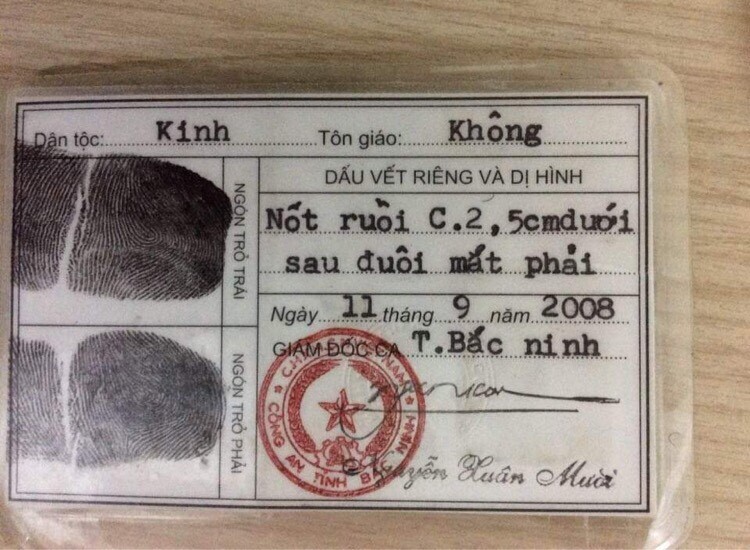 Dân tộc: Kinh Tôn giáo: Không
NGÓN TRỎ TRÁI
DẤU VẾT RIÊNG VÀ DỊ HÌNH
Nốt ruồi C.2,5cmdưới
sau đuôi mắt phải
Ngày 11 tháng 9 năm 2008
NGÓN TRỎ PHẢI
GIÁM ĐỐC CA T.Bắc ninh
CÔNG AN TỈNH BẮC NINH
Nguyễn Xuân Mười